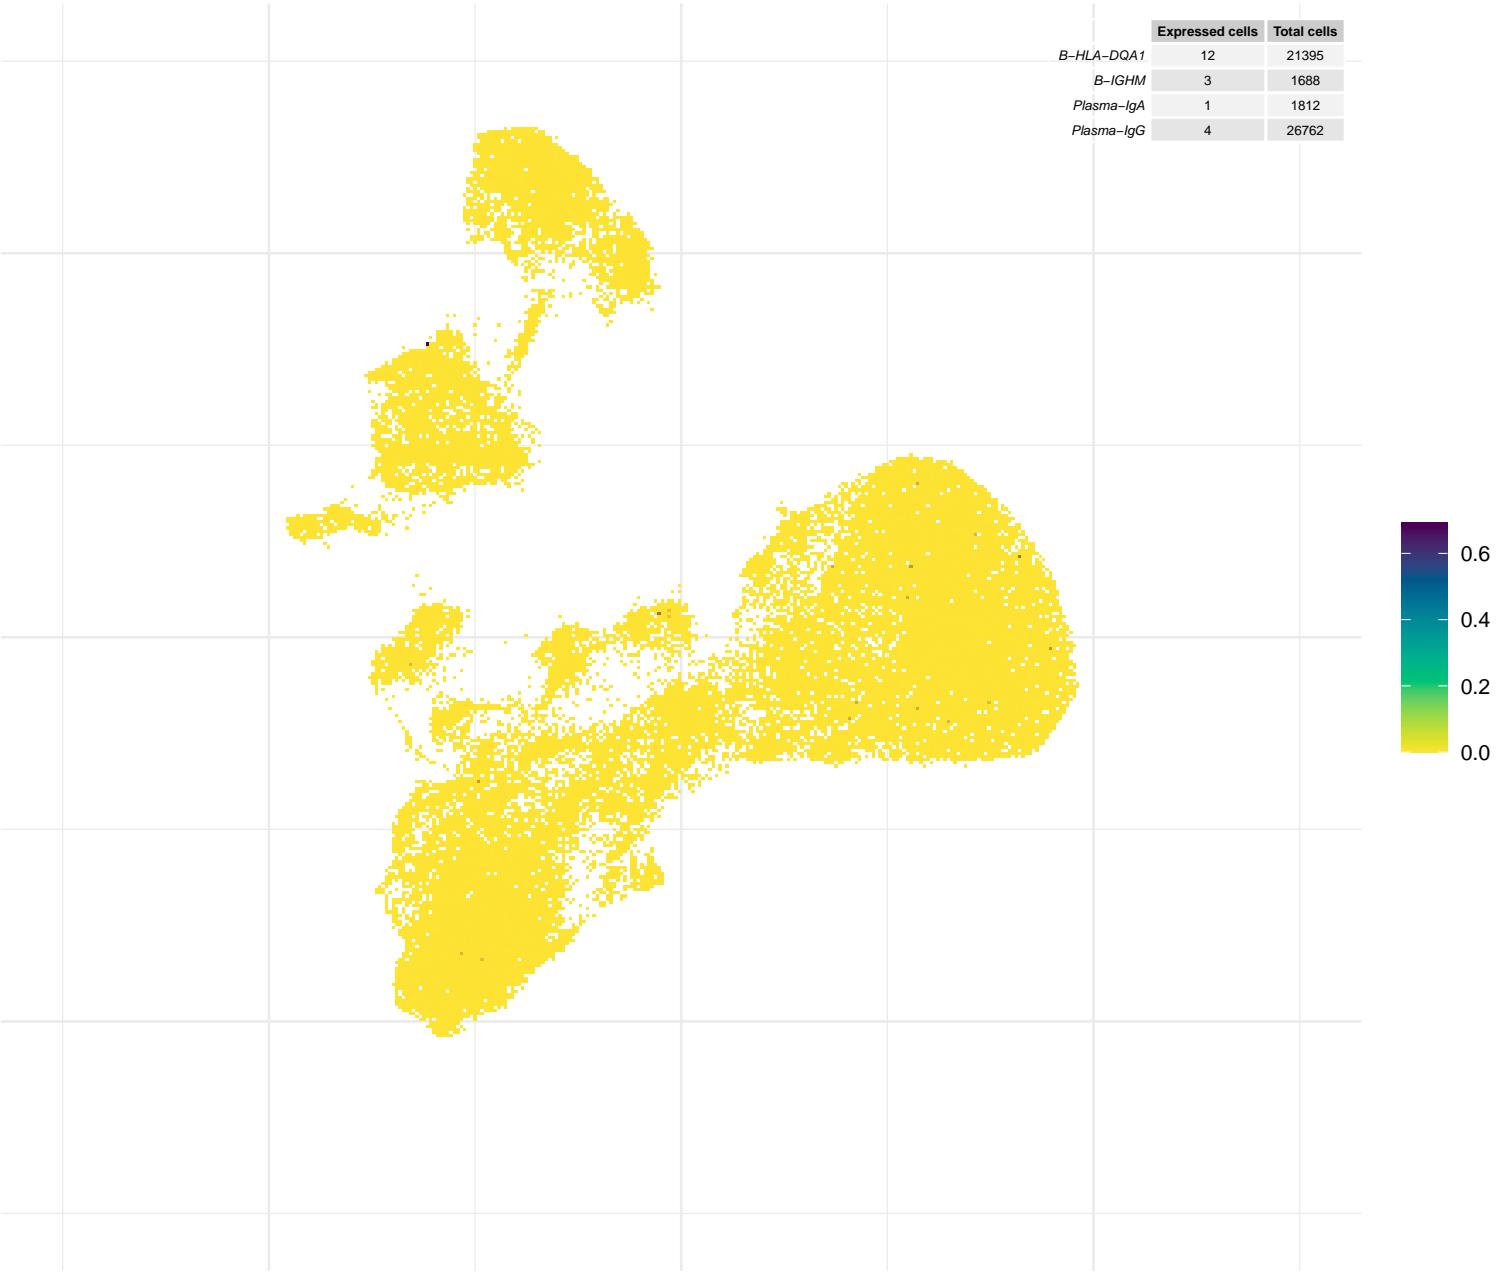 Expressed cells Total cells
B−HLA−DQA1 12 21395
B−IGHM 3 1688
Plasma−IgA 1 1812
Plasma−IgG 4 26762
0.6
0.4
0.2
0.0